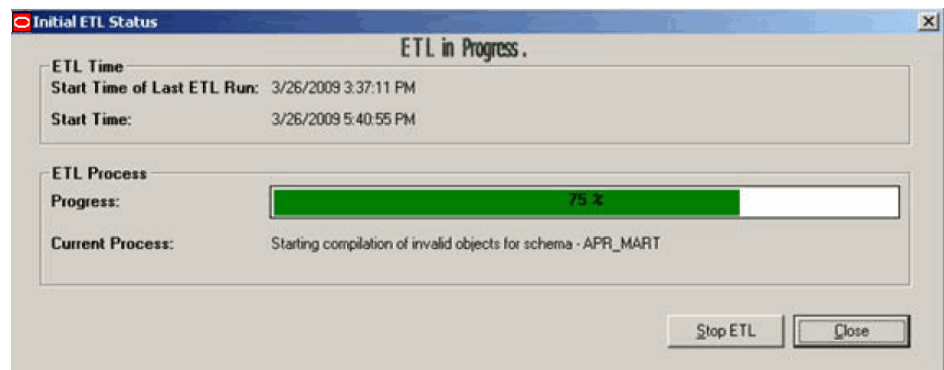 Initial ETL Status
ETL in Progress.
ETL Time
Start Time of Last ETL Run: 3/26/2009 3:37:11 PM
Start Time: 3/26/2009 5:40:55 PM
ETL Process
Progress: 75 %
Current Process: Starting compilation of invalid objects for schema - APR_MART
Stop ETL Close